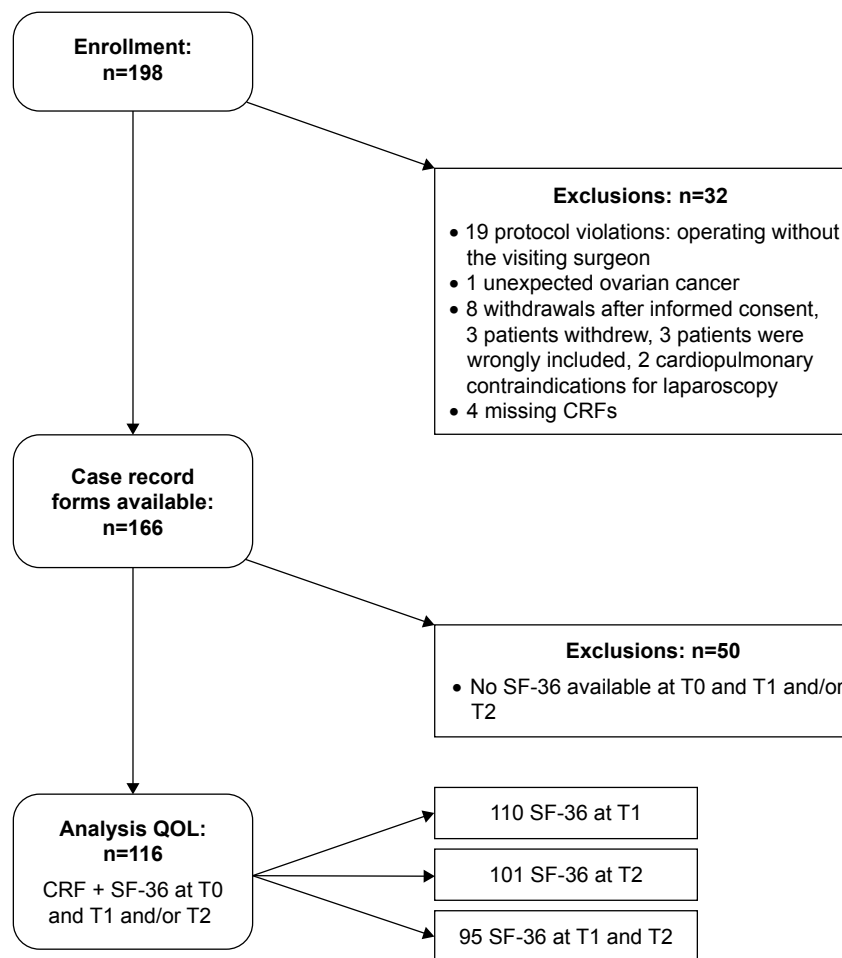 Enrollment:
n=198
Exclusions: n=32
• 19 protocol violations: operating without
the visiting surgeon
• 1 unexpected ovarian cancer
• 8 withdrawals after informed consent,
3 patients withdrew, 3 patients were
wrongly included, 2 cardiopulmonary
contraindications for laparoscopy
• 4 missing CRFs
Case record
forms available:
n=166
Exclusions: n=50
• No SF-36 available at T0 and T1 and/or
T2
Analysis QOL:
n=116
CRF + SF-36 at T0
and T1 and/or T2
110 SF-36 at T1
101 SF-36 at T2
95 SF-36 at T1 and T2